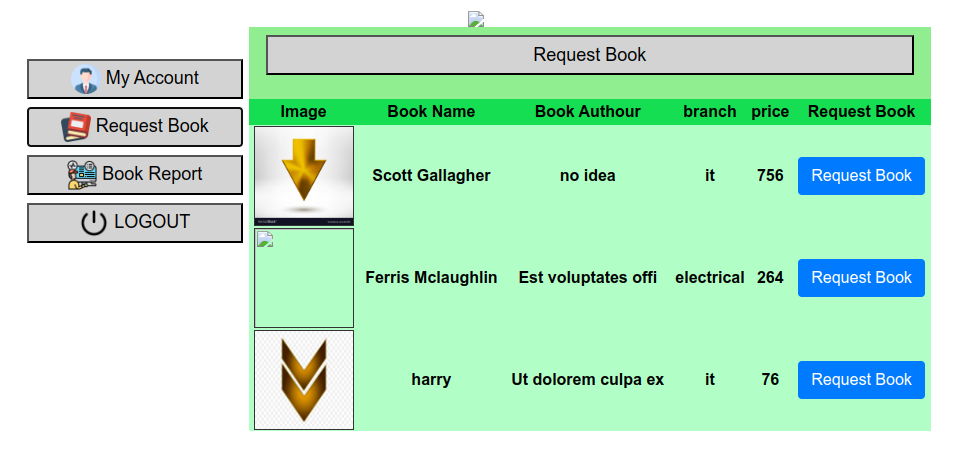 Request Book
My Account
Request Book
Book Report
LOGOUT
Image Book Name Book Authour branch price Request Book
Scott Gallagher no idea it 756 Request Book
Ferris Mclaughlin Est voluptates offi electrical 264 Request Book
harry Ut dolorem culpa ex it 76 Request Book